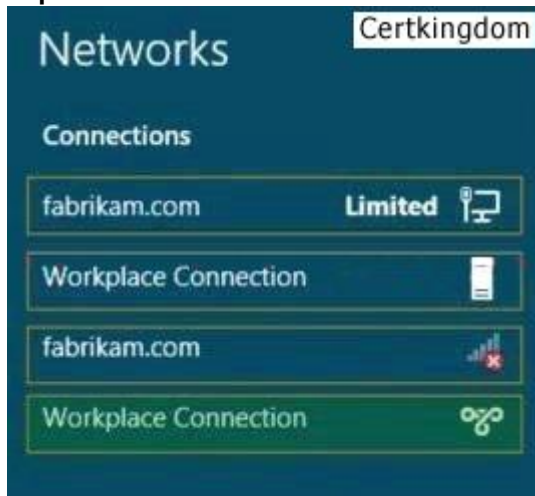 Certkingdom
Networks
Connections
fabrikam.com Limited
Workplace Connection
fabrikam.com
Workplace Connection